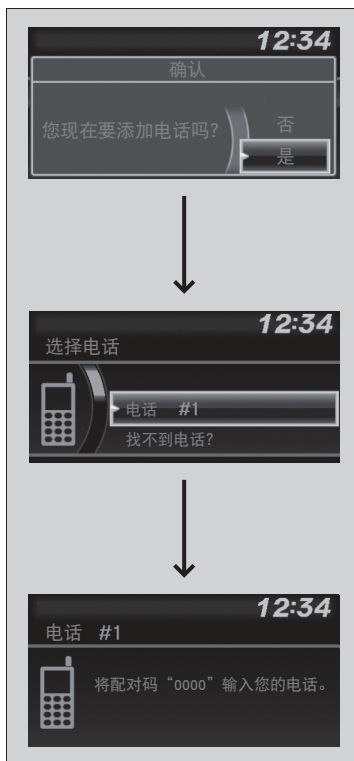 12:34
确认
您现在要添加电话吗？
否
是
12:34
选择电话
电话 #1
找不到电话？
12:34
电话 #1
将配对码“0000”输入您的电话。